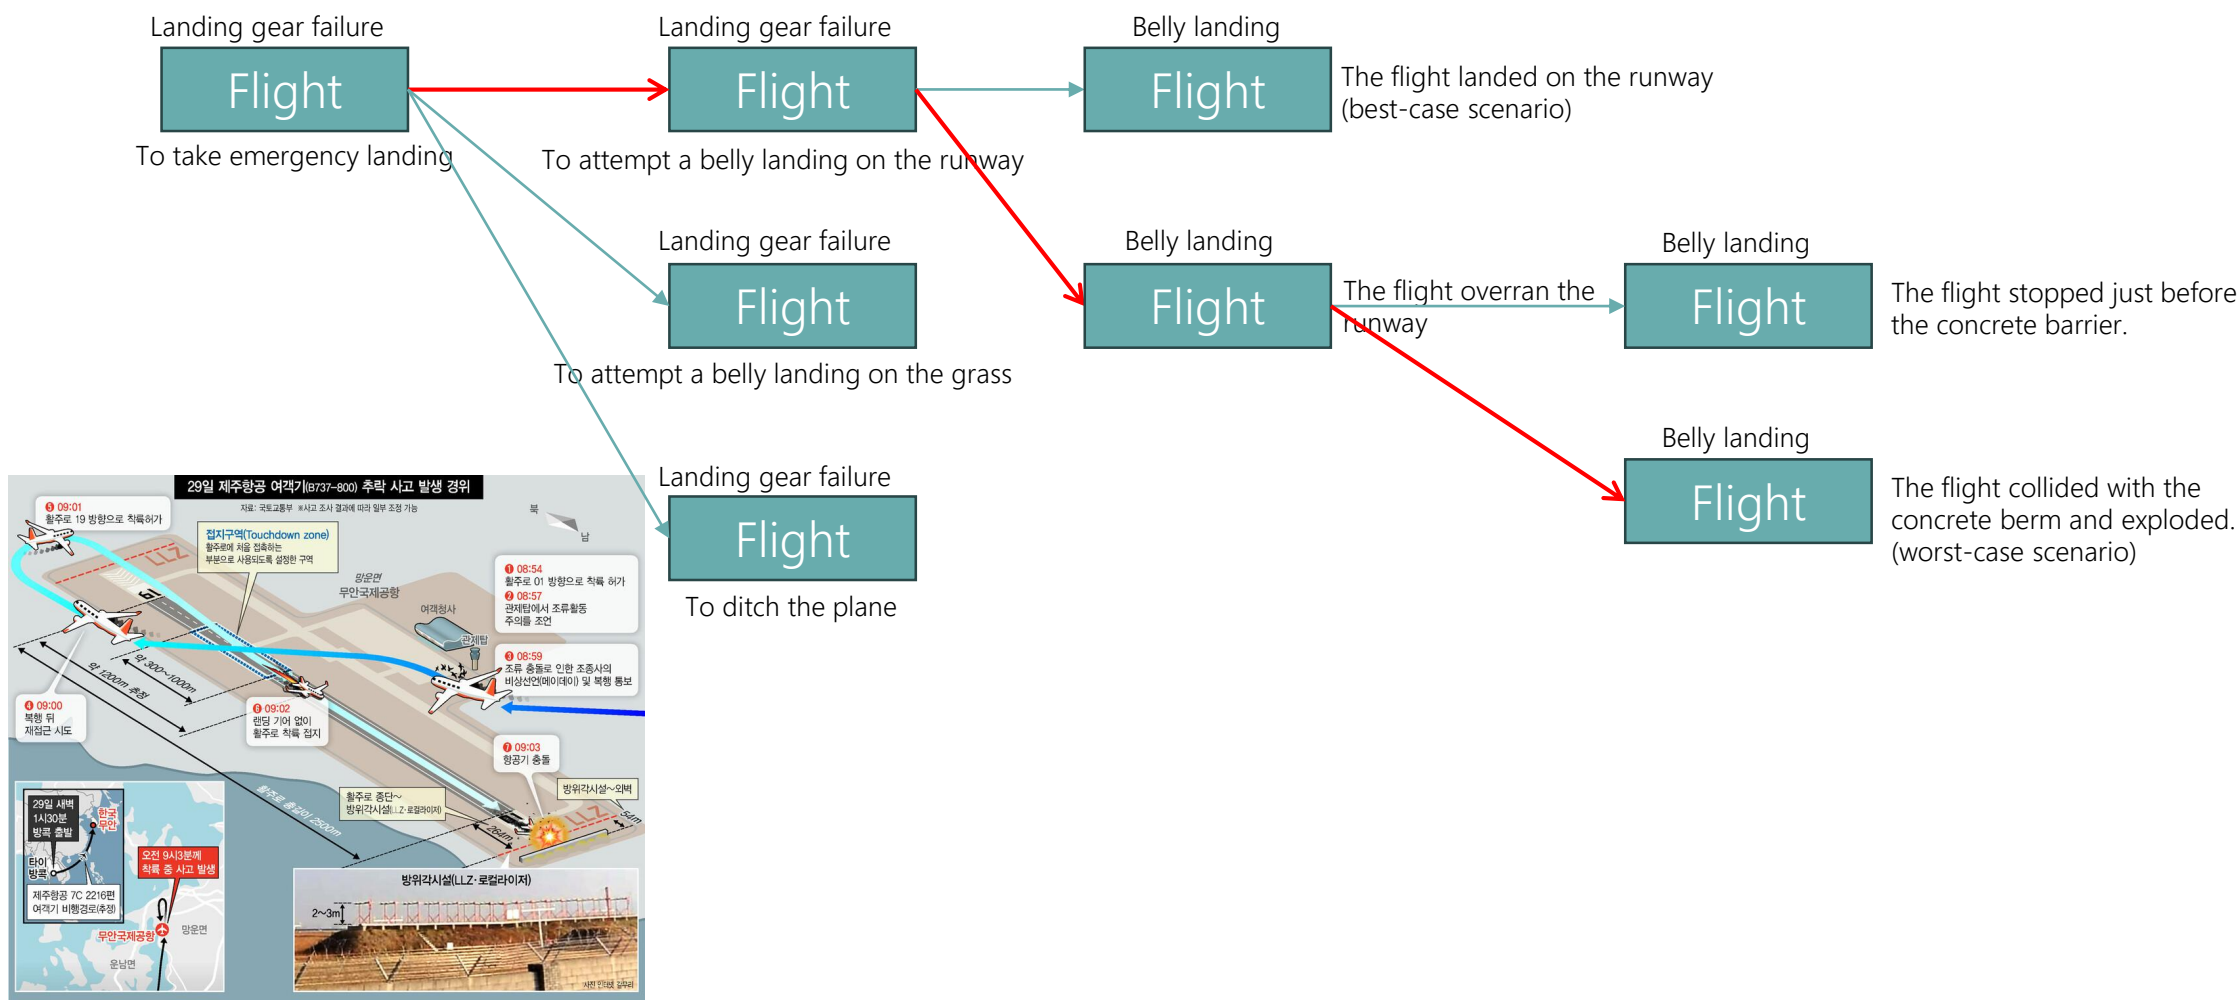 Landing gear failure
Flight
To take emergency landing
Landing gear failure
Flight
To attempt a belly landing on the runway
Belly landing
Flight
The flight landed on the runway
(best-case scenario)
Landing gear failure
Flight
To attempt a belly landing on the grass
Belly landing
Flight
The flight overran the
runway
Belly landing
Flight
The flight stopped just before
the concrete barrier.
Belly landing
Flight
The flight collided with the
concrete berm and exploded.
(worst-case scenario)
Landing gear failure
Flight
To ditch the plane
29일 제주항공 여객기(B737-800) 추락 사고 발생 경위
자료: 국토교통부 ※사고 조사 결과에 따라 일부 조정 가능
❺ 09:01
활주로 19 방향으로 착륙허가
접지구역(Touchdown zone)
활주로에 처음 접촉하는
부분으로 사용되도록 설정한 구역
북
남
LLZ
19
망운면
무안국제공항
여객청사
관제탑
❶ 08:54
활주로 01 방향으로 착륙 허가
❷ 08:57
관제탑에서 조류활동
주의를 조언
❸ 08:59
조류 충돌로 인한 조종사의
비상선언(메이데이) 및 복행 통보
약 300~1000m
약 1200m 추정
❹ 09:00
복행 뒤
재접근 시도
❻ 09:02
랜딩 기어 없이
활주로 착륙 접지
❼ 09:03
항공기 충돌
활주로 총길이 2500m
활주로 종단~
방위각시설(LLZ·로컬라이저)
방위각시설~외벽
264m
LLZ
54m
29일 새벽
1시30분
방콕 출발
한국
무안
타이
방콕
제주항공 7C 2216편
여객기 비행경로(추정)
오전 9시3분께
착륙 중 사고 발생
무안국제공항
망운면
운남면
방위각시설(LLZ·로컬라이저)
2~3m